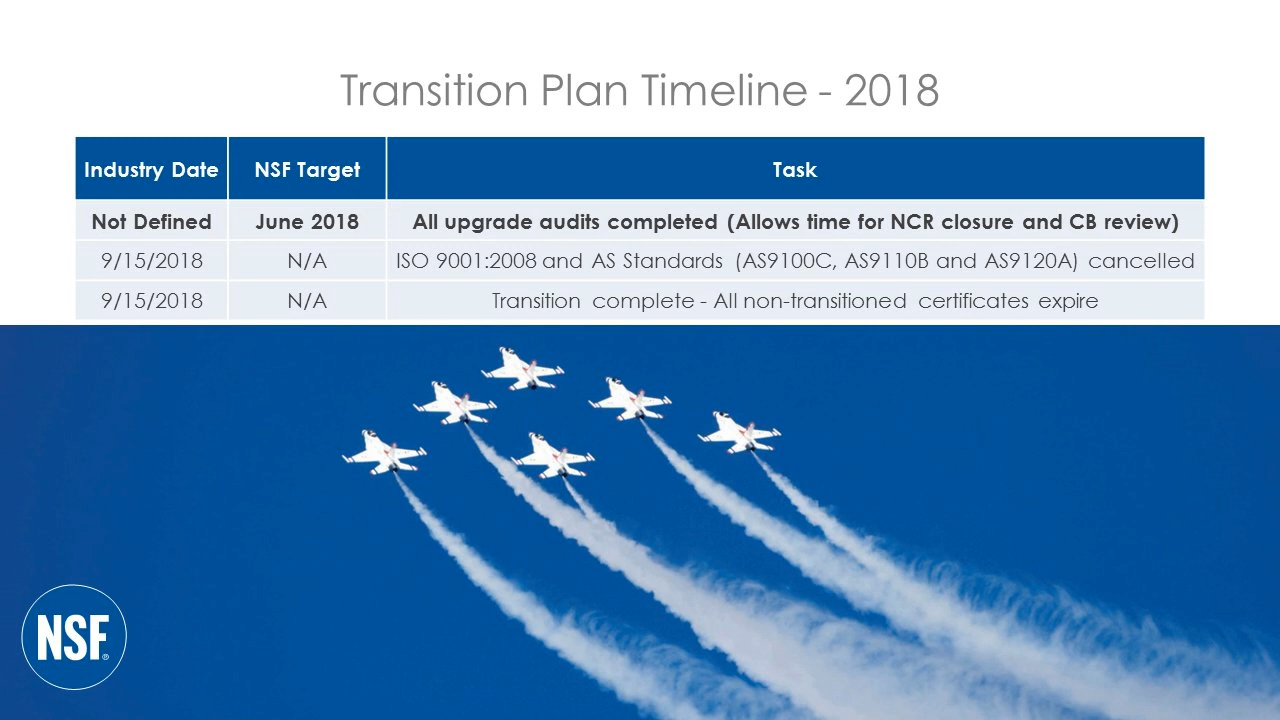 Transition Plan Timeline - 2018
Industry Date NSF Target Task
Not Defined June 2018 All upgrade audits completed (Allows time for NCR closure and CB review)
9/15/2018 N/A ISO 9001:2008 and AS Standards (AS9100C, AS9110B and AS9120A) cancelled
9/15/2018 N/A Transition complete - All non-transitioned certificates expire
NSF®